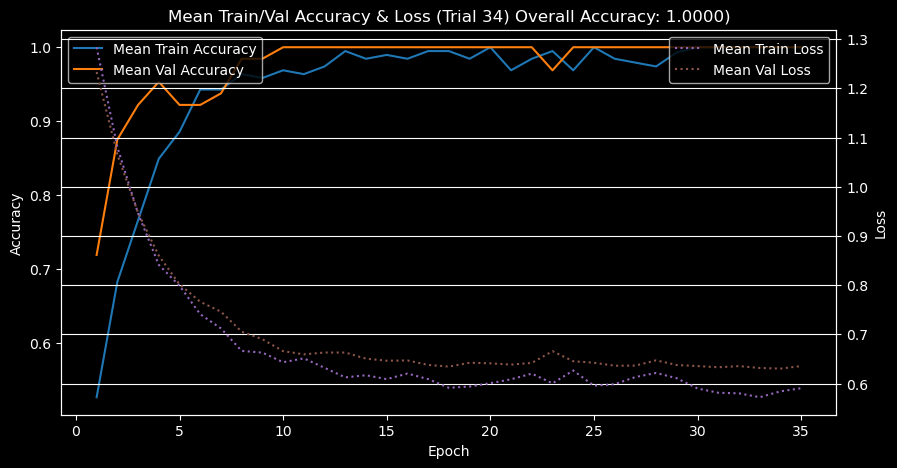 Mean Train/Val Accuracy & Loss (Trial 34) Overall Accuracy: 1.0000)
Mean Train Accuracy
Mean Val Accuracy
Mean Train Loss
Mean Val Loss
Accuracy
1.0
0.9
0.8
0.7
0.6
1.3
1.2
1.1
1.0
0.9
0.8
0.7
0.6
Loss
0 5 10 15 20 25 30 35
Epoch